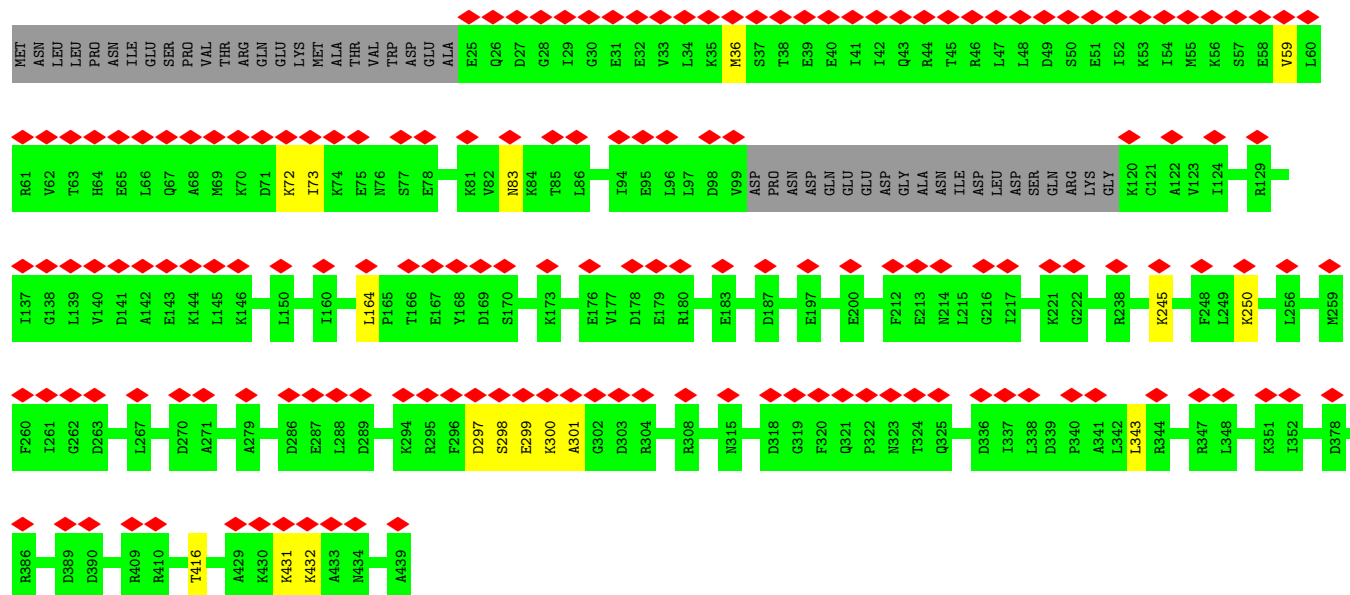 MET ASN LEU LEU PRO ASN ILE GLU SER PRO VAL THR ARG GLN GLU LYS MET ALA THR VAL TRP ASP GLU ALA E25 Q26 D27 G28 I29 G30 E31 E32 V33 L34 K35 M36 S37 T38 E39 E40 I41 I42 Q43 R44 T45 R46 L47 L48 D49 S50 E51 I52 K53 I54 M55 K56 S57 E58 V59 L60
R61 V62 T63 H64 E65 L66 Q67 A68 M69 K70 D71 K72 I73 K74 E75 N76 S77 E78 K81 V82 N83 K84 T85 L86 I94 E95 L96 L97 D98 V99 ASP PRO ASN ASP GLN GLU GLU ASP GLY ALA ASN ILE ASP LEU ASP SER GLN ARG LYS GLY K120 C121 A122 V123 I124 R129
I137 G138 L139 V140 D141 A142 E143 K144 L145 K146 L150 I160 L164 P165 T166 E167 Y168 D169 S170 K173 E176 V177 D178 E179 R180 E183 D187 E197 E200 F212 E213 N214 L215 G216 I217 K221 G222 R238 K245 F248 L249 K250 L256 M259
F260 I261 G262 D263 L267 D270 A271 A279 D286 E287 L288 D289 K294 R295 F296 D297 S298 E299 K300 A301 G302 D303 R304 R308 N315 D318 G319 F320 Q321 P322 N323 T324 Q325 D336 I337 L338 D339 P340 A341 L342 L343 R344 R347 L348 K351 I352 D378
R386 D389 D390 R409 R410 T416 A429 K430 K431 K432 A433 N434 A439